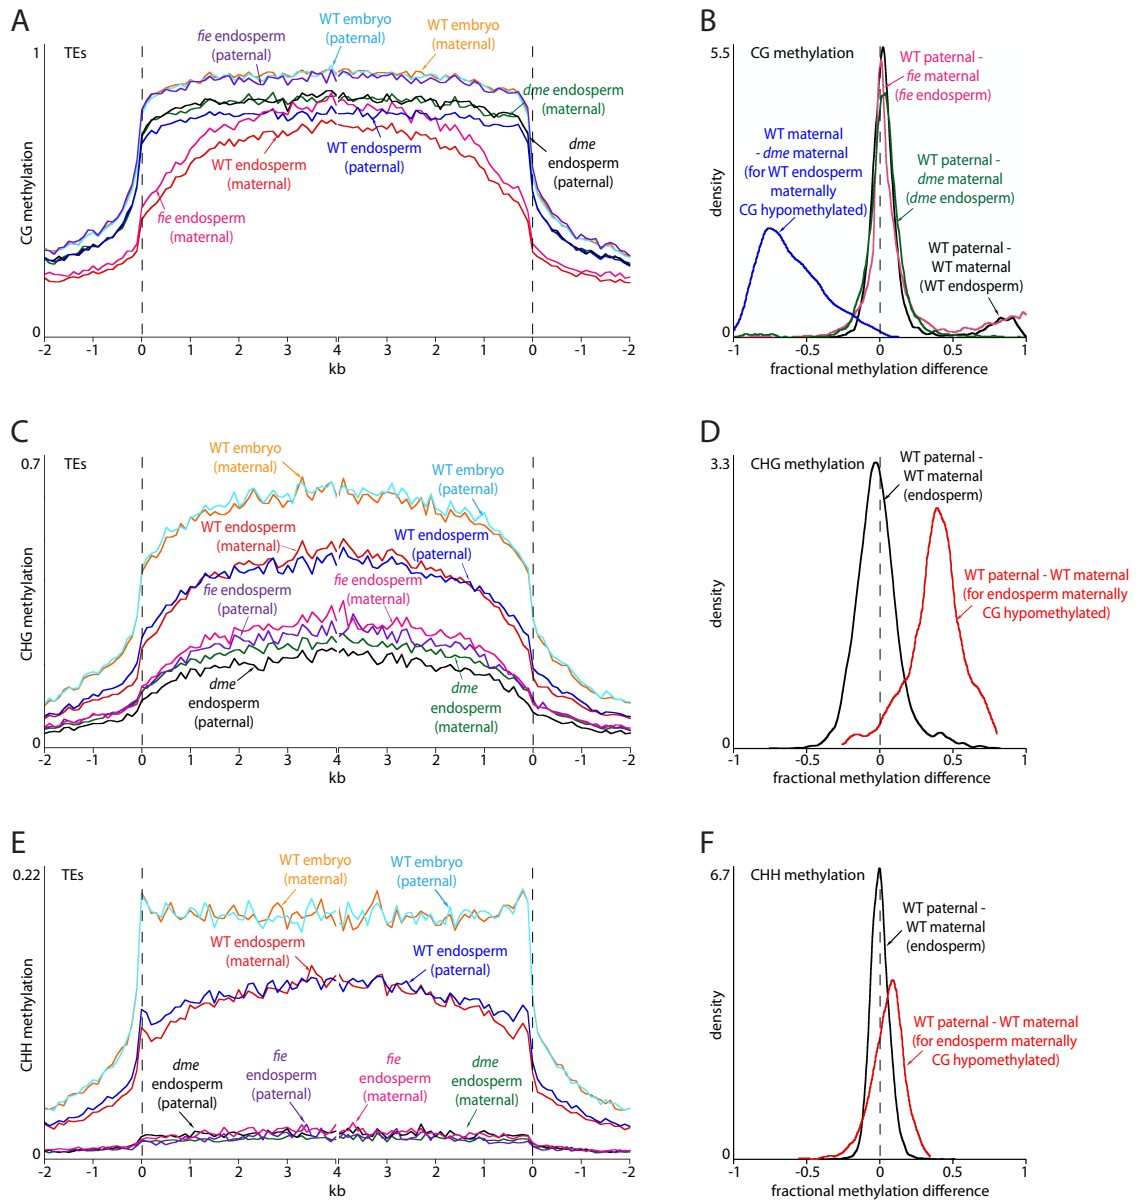 A
TEs
1
0
CG methylation
fie endosperm
(paternal)
WT embryo
(paternal)
WT embryo
(maternal)
dme endosperm
(maternal)
WT endosperm
(maternal)
WT endosperm
(paternal)
dme
endosperm
(paternal)
fie endosperm
(maternal)
-2 -1 0 1 2 3 4 4 3 2 1 0 -1 -2
kb
B
CG methylation
5.5
0
density
WT paternal -
fie maternal
(fie endosperm)
WT maternal
- dme maternal
(for WT endosperm
maternally
CG hypomethylated)
WT paternal -
dme maternal
(dme endosperm)
WT paternal -
WT maternal
(WT endosperm)
-1 -0.5 0 0.5 1
fractional methylation difference
C
TEs
0.7
0
CHG methylation
WT embryo
(maternal)
WT embryo
(paternal)
WT endosperm
(maternal)
WT endosperm
(paternal)
fie endosperm
(paternal)
fie endosperm
(maternal)
dme
endosperm
(paternal)
dme
endosperm
(maternal)
-2 -1 0 1 2 3 4 4 3 2 1 0 -1 -2
kb
D
CHG methylation
3.3
0
density
WT paternal -
WT maternal
(endosperm)
WT paternal - WT maternal
(for endosperm maternally
CG hypomethylated)
-1 -0.5 0 0.5 1
fractional methylation difference
E
TEs
0.22
0
CHH methylation
WT embryo
(maternal)
WT embryo
(paternal)
WT endosperm
(maternal)
WT endosperm
(paternal)
dme
endosperm
(paternal)
fie
endosperm
(paternal)
fie
endosperm
(maternal)
dme
endosperm
(maternal)
-2 -1 0 1 2 3 4 4 3 2 1 0 -1 -2
kb
F
CHH methylation
6.7
0
density
WT paternal -
WT maternal
(endosperm)
WT paternal - WT maternal
(for endosperm maternally
CG hypomethylated)
-1 -0.5 0 0.5 1
fractional methylation difference